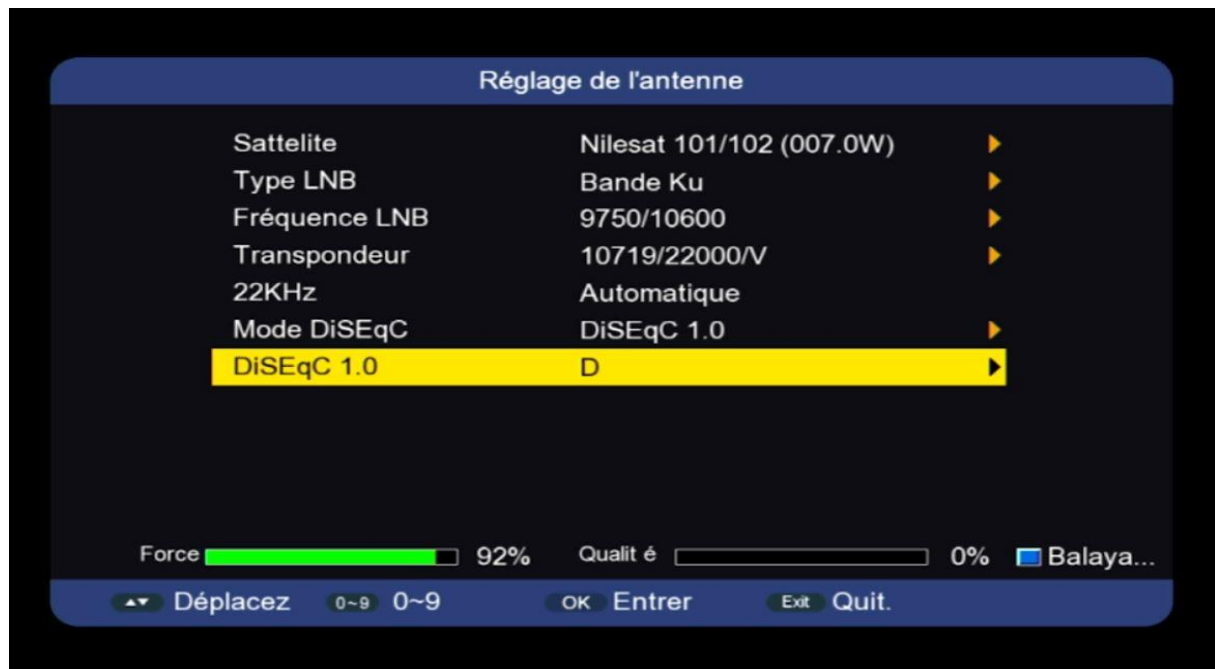 Réglage de l'antenne
Sattelite Nilesat 101/102 (007.0W)
Type LNB Bande Ku
Fréquence LNB 9750/10600
Transpondeur 10719/22000/V
22KHz Automatique
Mode DiSEqC DiSEqC 1.0
DiSEqC 1.0 D
Force 92% Qualit é 0% Balaya...
Déplacez 0~9 0~9 OK Entrer Exit Quit.